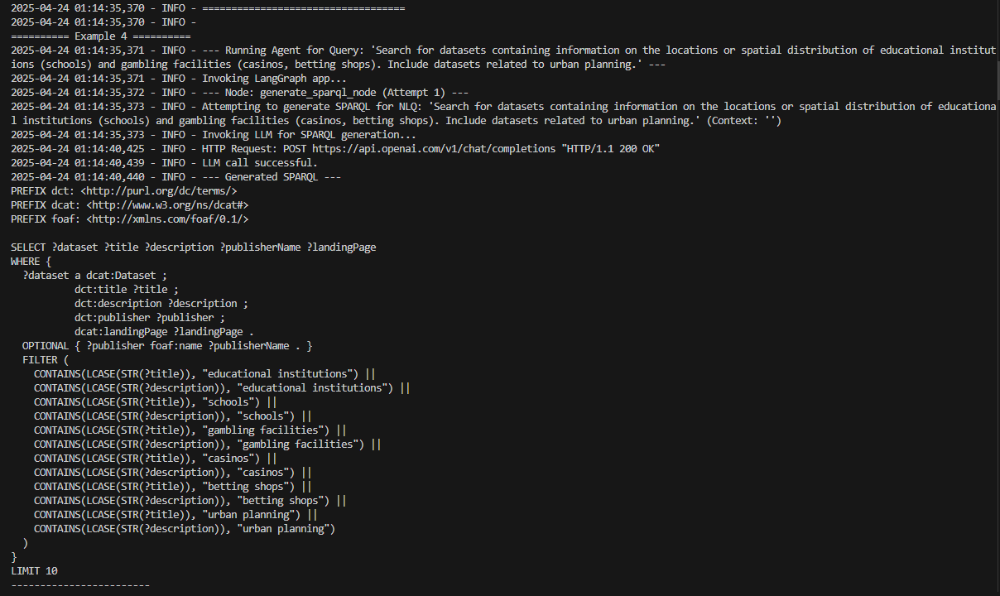 2025-04-24 01:14:35,370 - INFO - ===================================
2025-04-24 01:14:35,370 - INFO -
========== Example 4 ==========
2025-04-24 01:14:35,371 - INFO - --- Running Agent for Query: 'Search for datasets containing information on the locations or spatial distribution of educational institut
ions (schools) and gambling facilities (casinos, betting shops). Include datasets related to urban planning.' ---
2025-04-24 01:14:35,371 - INFO - Invoking LangGraph app...
2025-04-24 01:14:35,372 - INFO - --- Node: generate_sparql_node (Attempt 1) ---
2025-04-24 01:14:35,373 - INFO - Attempting to generate SPARQL for NLQ: 'Search for datasets containing information on the locations or spatial distribution of educationa
l institutions (schools) and gambling facilities (casinos, betting shops). Include datasets related to urban planning.' (Context: '')
2025-04-24 01:14:35,373 - INFO - Invoking LLM for SPARQL generation...
2025-04-24 01:14:40,425 - INFO - HTTP Request: POST https://api.openai.com/v1/chat/completions "HTTP/1.1 200 OK"
2025-04-24 01:14:40,439 - INFO - LLM call successful.
2025-04-24 01:14:40,440 - INFO - --- Generated SPARQL ---
PREFIX dct: <http://purl.org/dc/terms/>
PREFIX dcat: <http://www.w3.org/ns/dcat#>
PREFIX foaf: <http://xmlns.com/foaf/0.1/>

SELECT ?dataset ?title ?description ?publisherName ?landingPage
WHERE {
  ?dataset a dcat:Dataset ;
           dct:title ?title ;
           dct:description ?description ;
           dct:publisher ?publisher ;
           dcat:landingPage ?landingPage .
  OPTIONAL { ?publisher foaf:name ?publisherName . }
  FILTER (
    CONTAINS(LCASE(STR(?title)), "educational institutions") ||
    CONTAINS(LCASE(STR(?description)), "educational institutions") ||
    CONTAINS(LCASE(STR(?title)), "schools") ||
    CONTAINS(LCASE(STR(?description)), "schools") ||
    CONTAINS(LCASE(STR(?title)), "gambling facilities") ||
    CONTAINS(LCASE(STR(?description)), "gambling facilities") ||
    CONTAINS(LCASE(STR(?title)), "casinos") ||
    CONTAINS(LCASE(STR(?description)), "casinos") ||
    CONTAINS(LCASE(STR(?title)), "betting shops") ||
    CONTAINS(LCASE(STR(?description)), "betting shops") ||
    CONTAINS(LCASE(STR(?title)), "urban planning") ||
    CONTAINS(LCASE(STR(?description)), "urban planning")
  )
}
LIMIT 10
------------------------